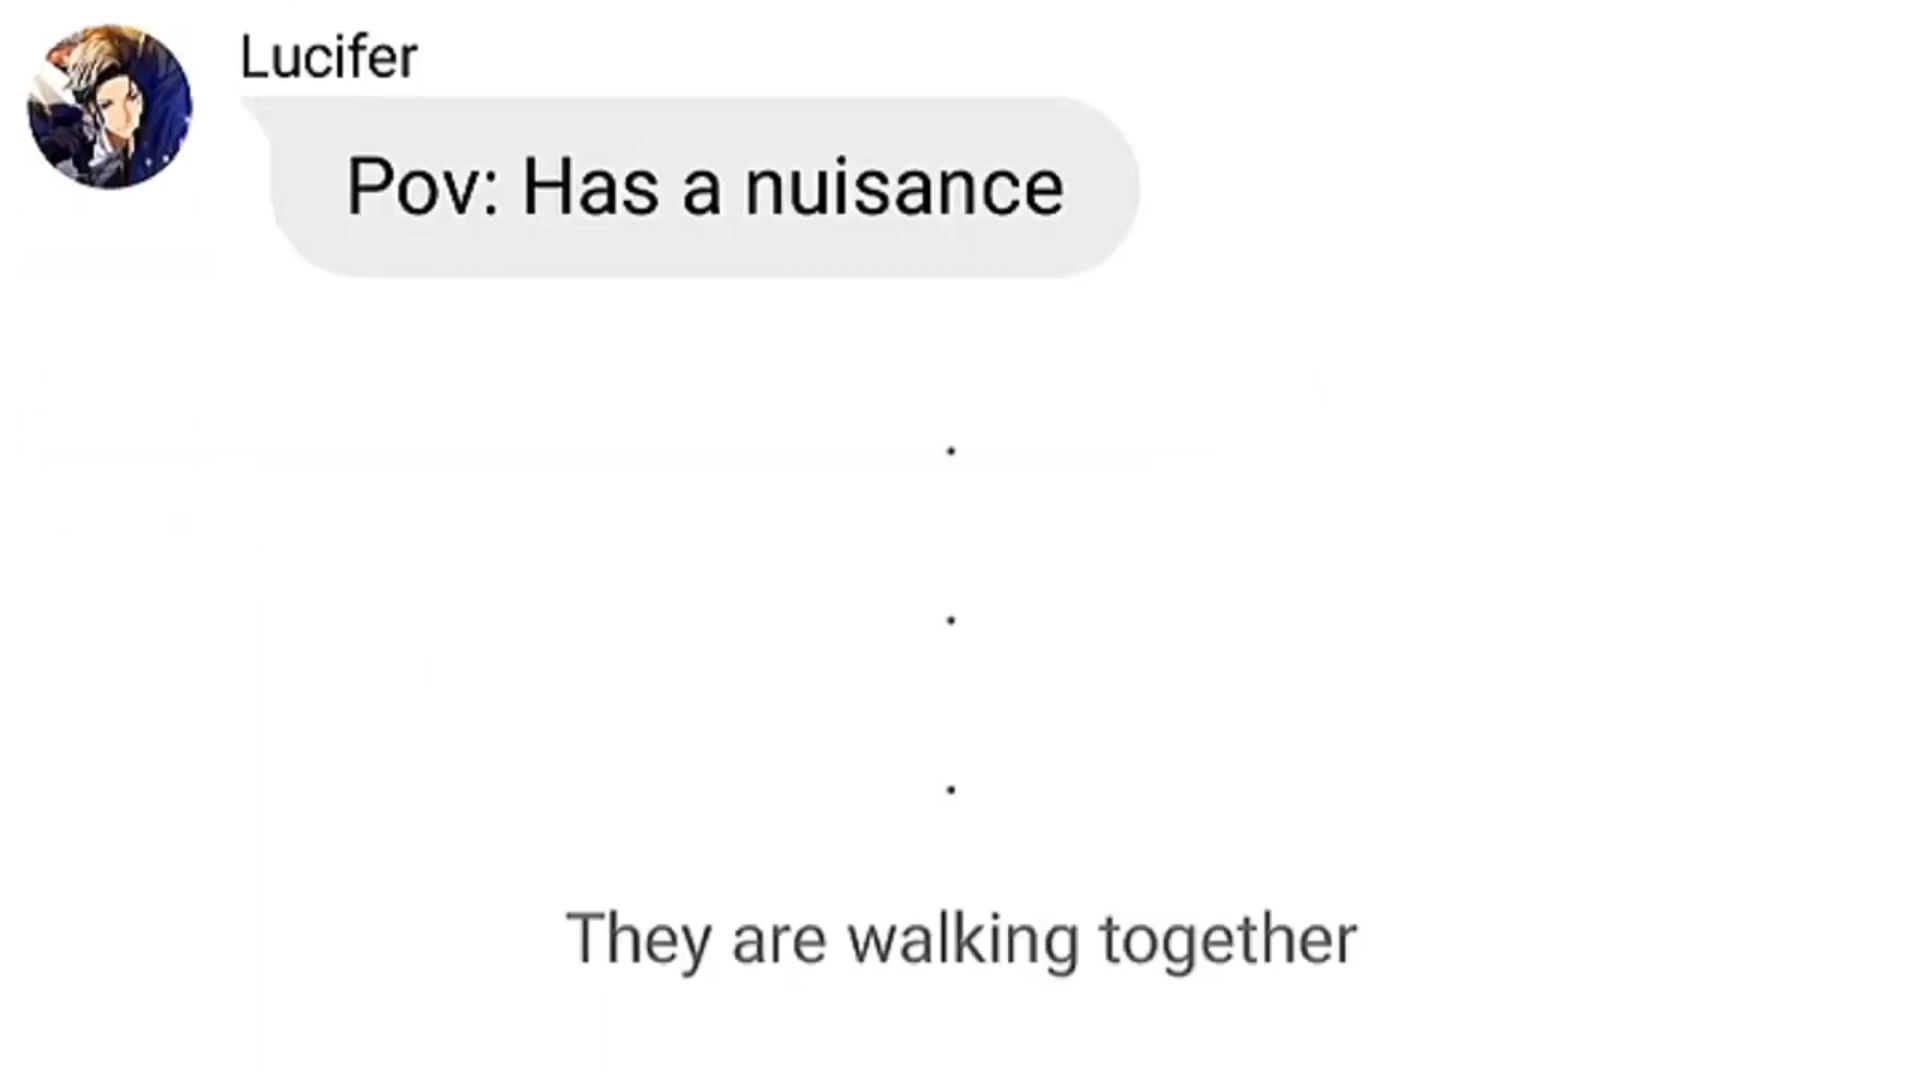 Lucifer
Pov: Has a nuisance
.
.
.
They are walking together